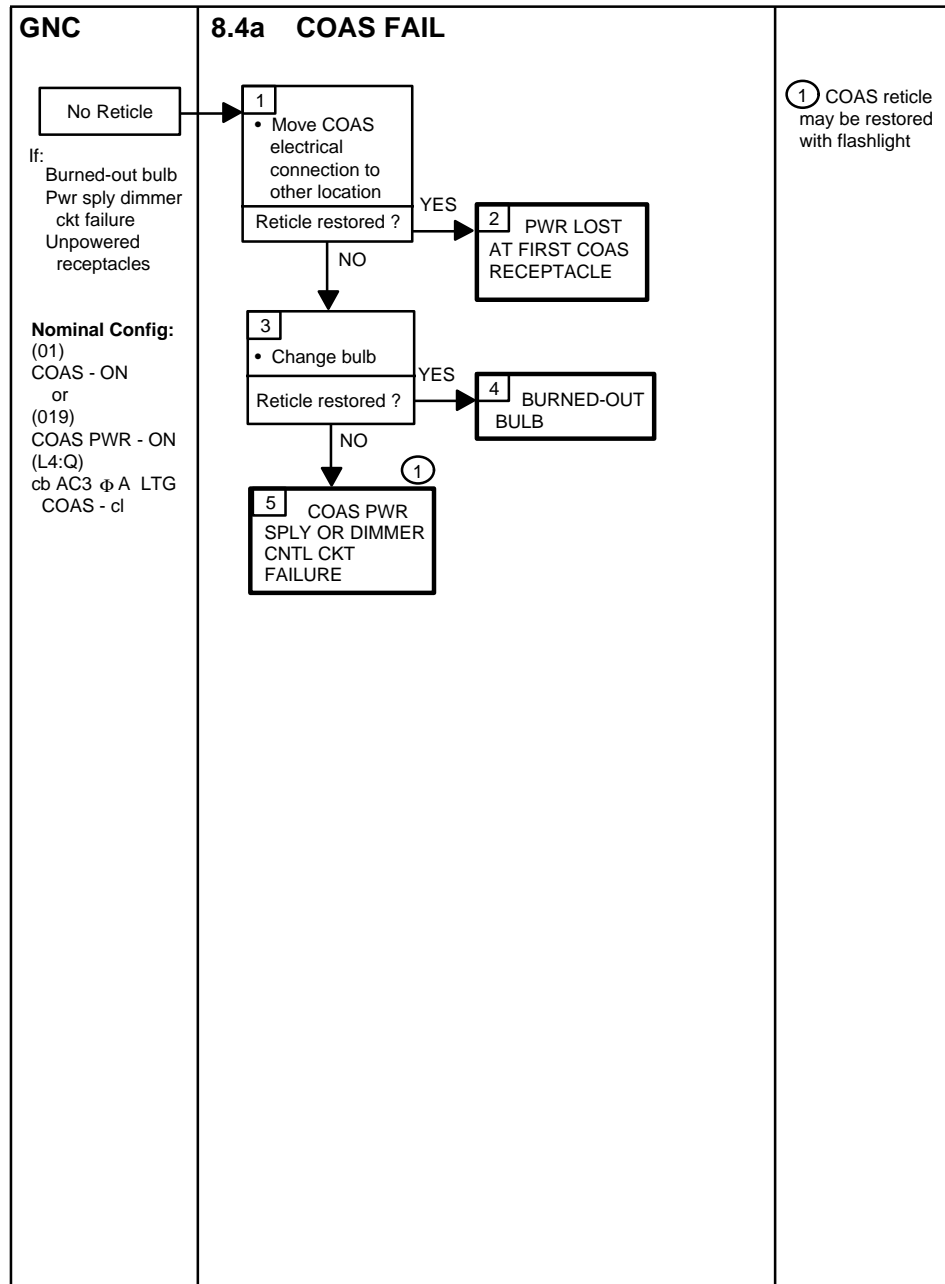 GNC
8.4a COAS FAIL
No Reticle
If:
Burned-out bulb
Pwr sply dimmer
ckt failure
Unpowered
receptacles
Nominal Config:
(01)
COAS - ON
or
(019)
COAS PWR - ON
(L4:Q)
cb AC3 Φ A LTG
COAS - cl
1
• Move COAS
electrical
connection to
other location
Reticle restored ?
YES
NO
2 PWR LOST
AT FIRST COAS
RECEPTACLE
3
• Change bulb
Reticle restored ?
YES
NO
4 BURNED-OUT
BULB
1
5 COAS PWR
SPLY OR DIMMER
CNTL CKT
FAILURE
1 COAS reticle
may be restored
with flashlight